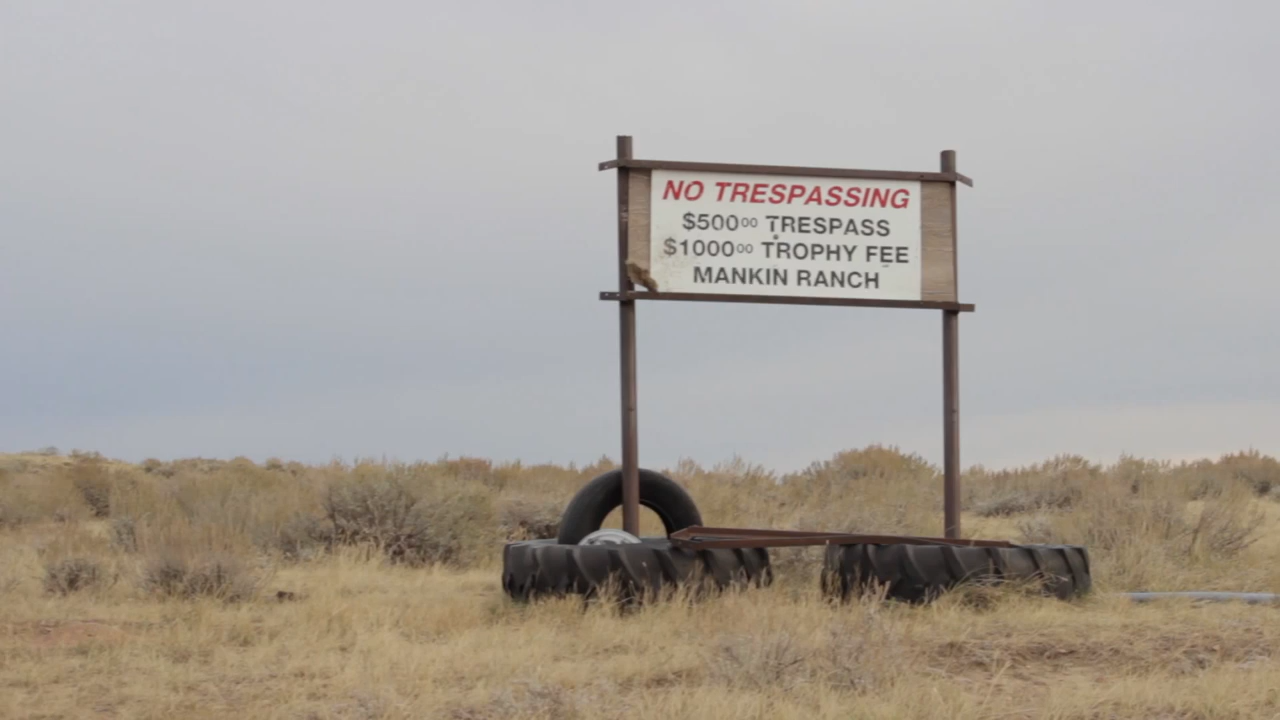 NO TRESPASSING
$500⁰⁰ TRESPASS
$1000⁰⁰ TROPHY FEE
MANKIN RANCH